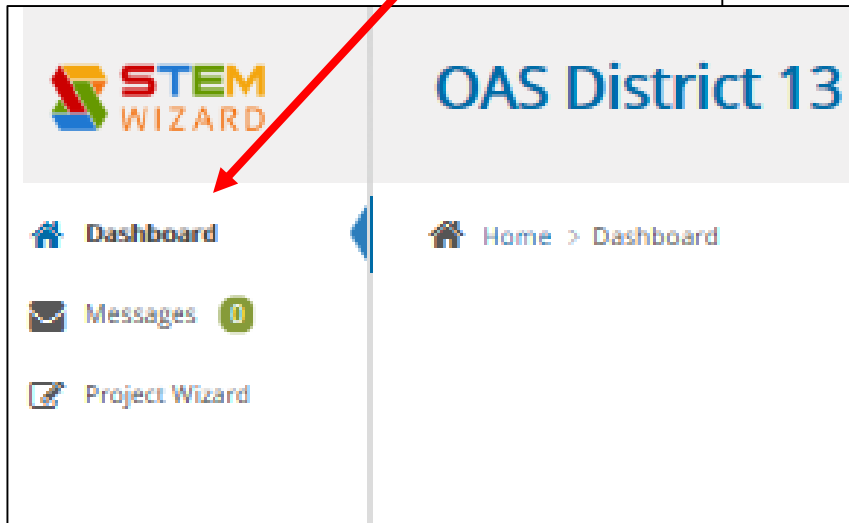 STEM
WIZARD
OAS District 13
Dashboard
Home > Dashboard
Messages 0
Project Wizard